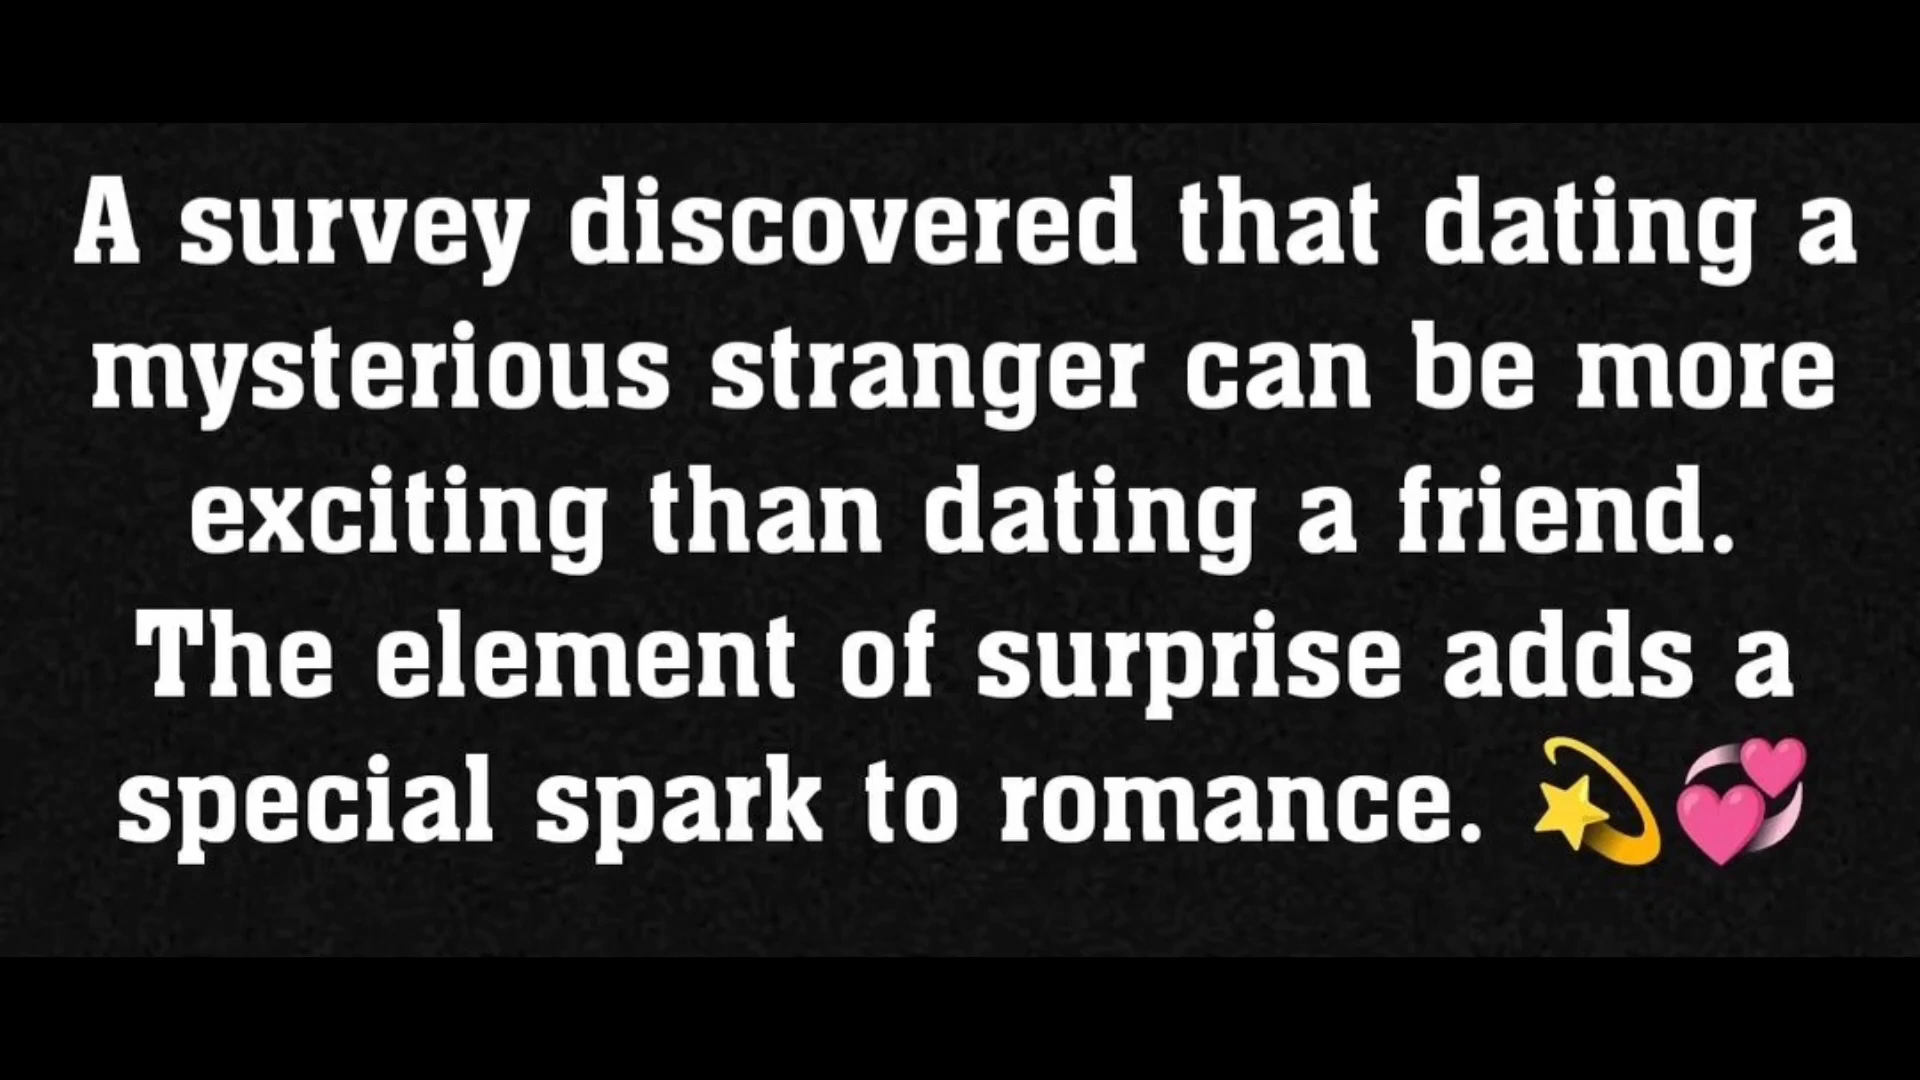 A survey discovered that dating a
mysterious stranger can be more
exciting than dating a friend.
The element of surprise adds a
special spark to romance. 💫💞